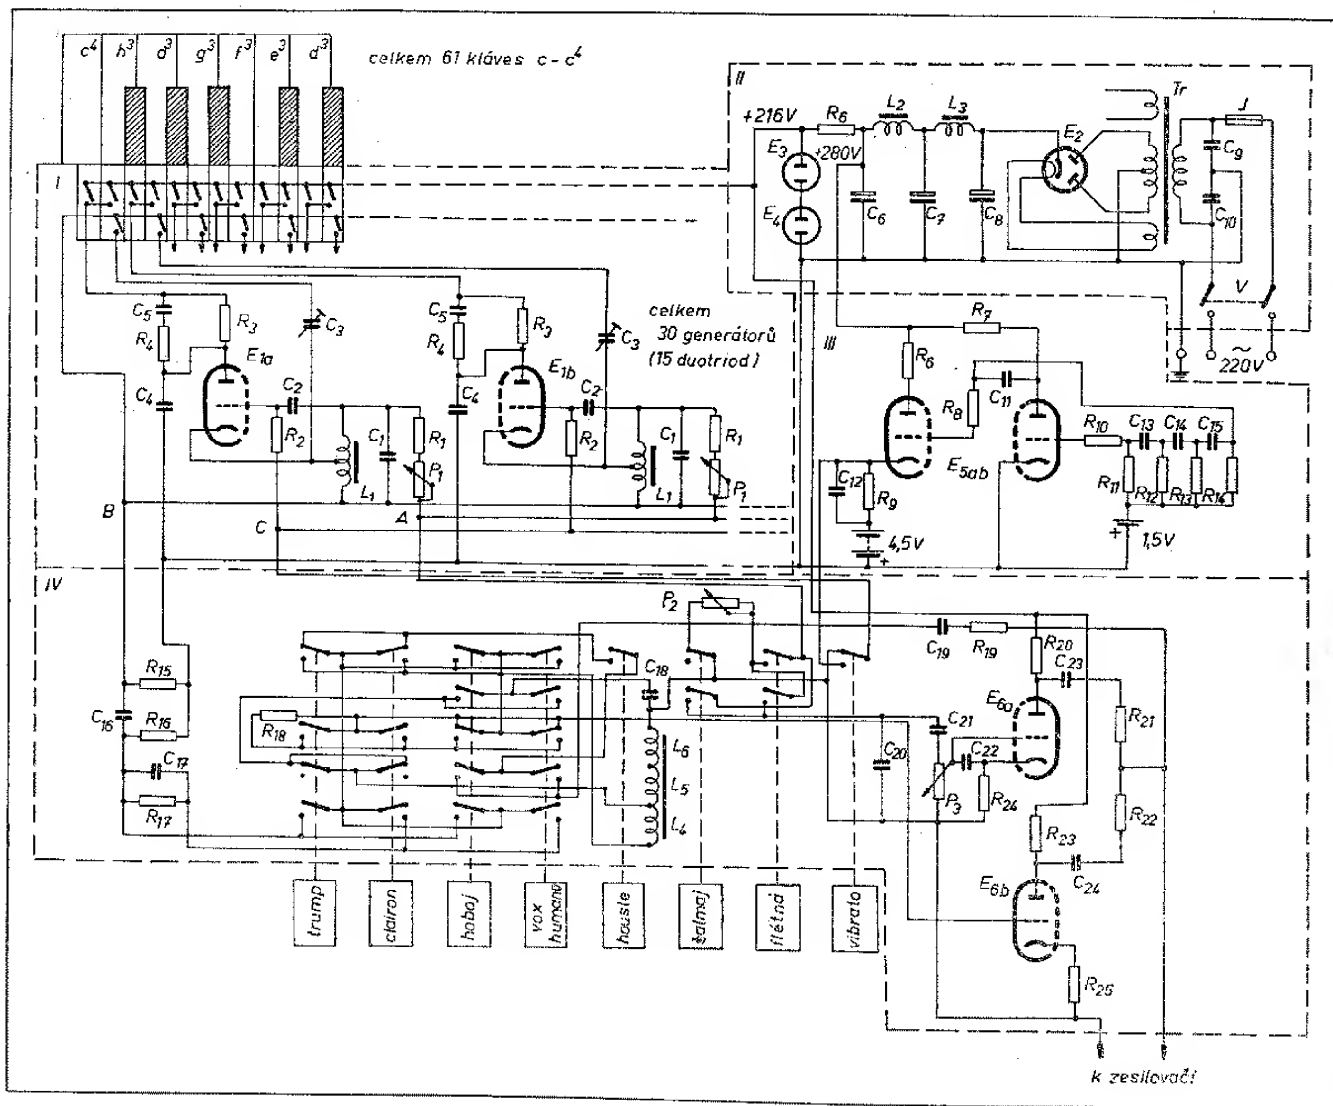 c⁴ h³ d³ g³ f³ e³ d³
celkem 61 kláves c - c⁴
I
II
+216V
R6
L2
L3
E2
Tr
J
E3
+280V
C9
E4
C6
C7
C8
C10
V
~
220V
C5
R4
R3
C3
E1a
C4
C2
R2
C1
R1
P1
L1
C5
R4
R3
C3
E1b
C4
C2
R2
C1
R1
P1
L1
celkem
30 generátorů
(15 duotriod)
III
R7
R6
C11
R8
R10
C13
C14
C15
E5ab
C12
R9
R11
R12
R13
R14
+
1,5V
4,5V
+
B
C
A
IV
P2
R15
C16
R16
C17
R17
R18
C18
L6
L5
L4
C19
R19
R20
C23
E6a
C21
C20
C22
P3
R24
R21
R22
R23
C24
E6b
R25
trump
clairon
hoboj
vox
humana
housle
šalmaj
flétna
vibrato
k zesilovači